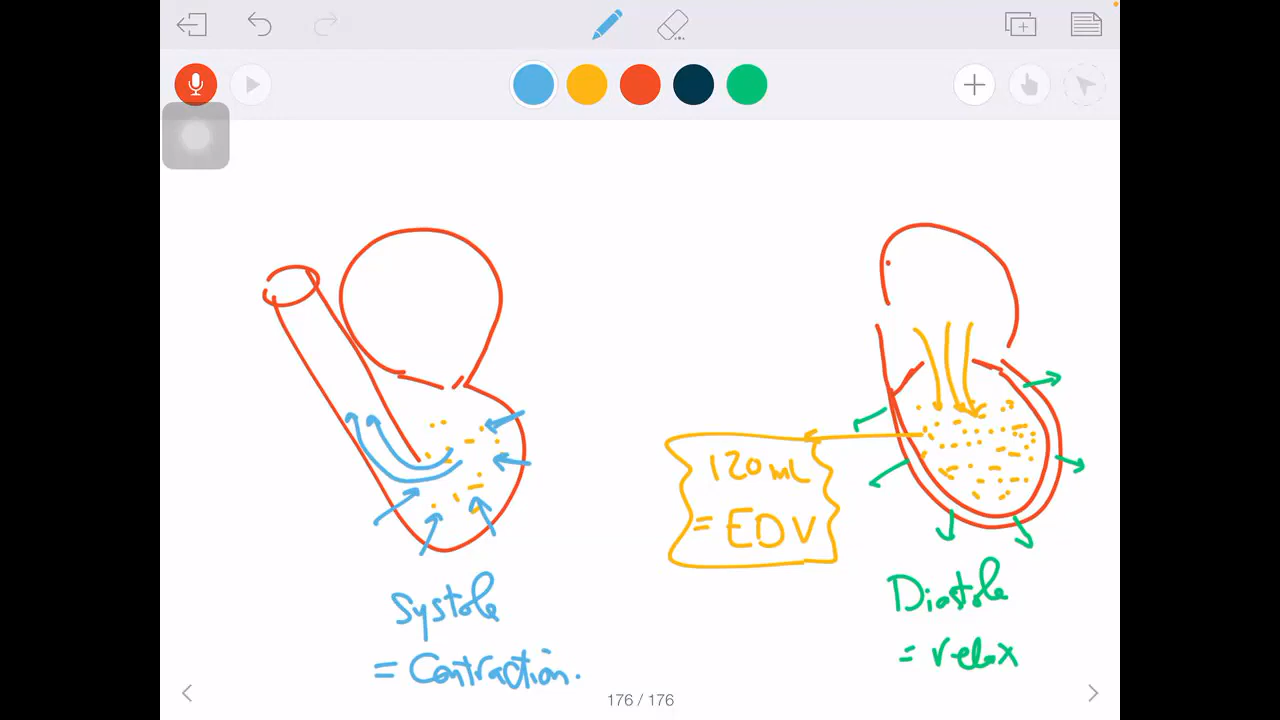 120 mL
= EDV
Systole
= Contraction.
Diastole
= relax
176 / 176